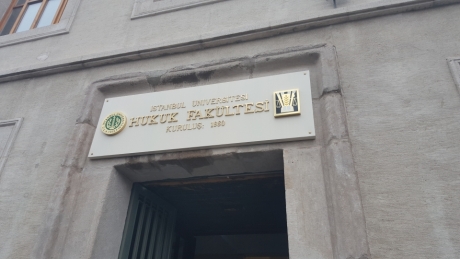 İSTANBUL ÜNİVERSİTESİ
HUKUK FAKÜLTESİ
KURULUŞ: 1880